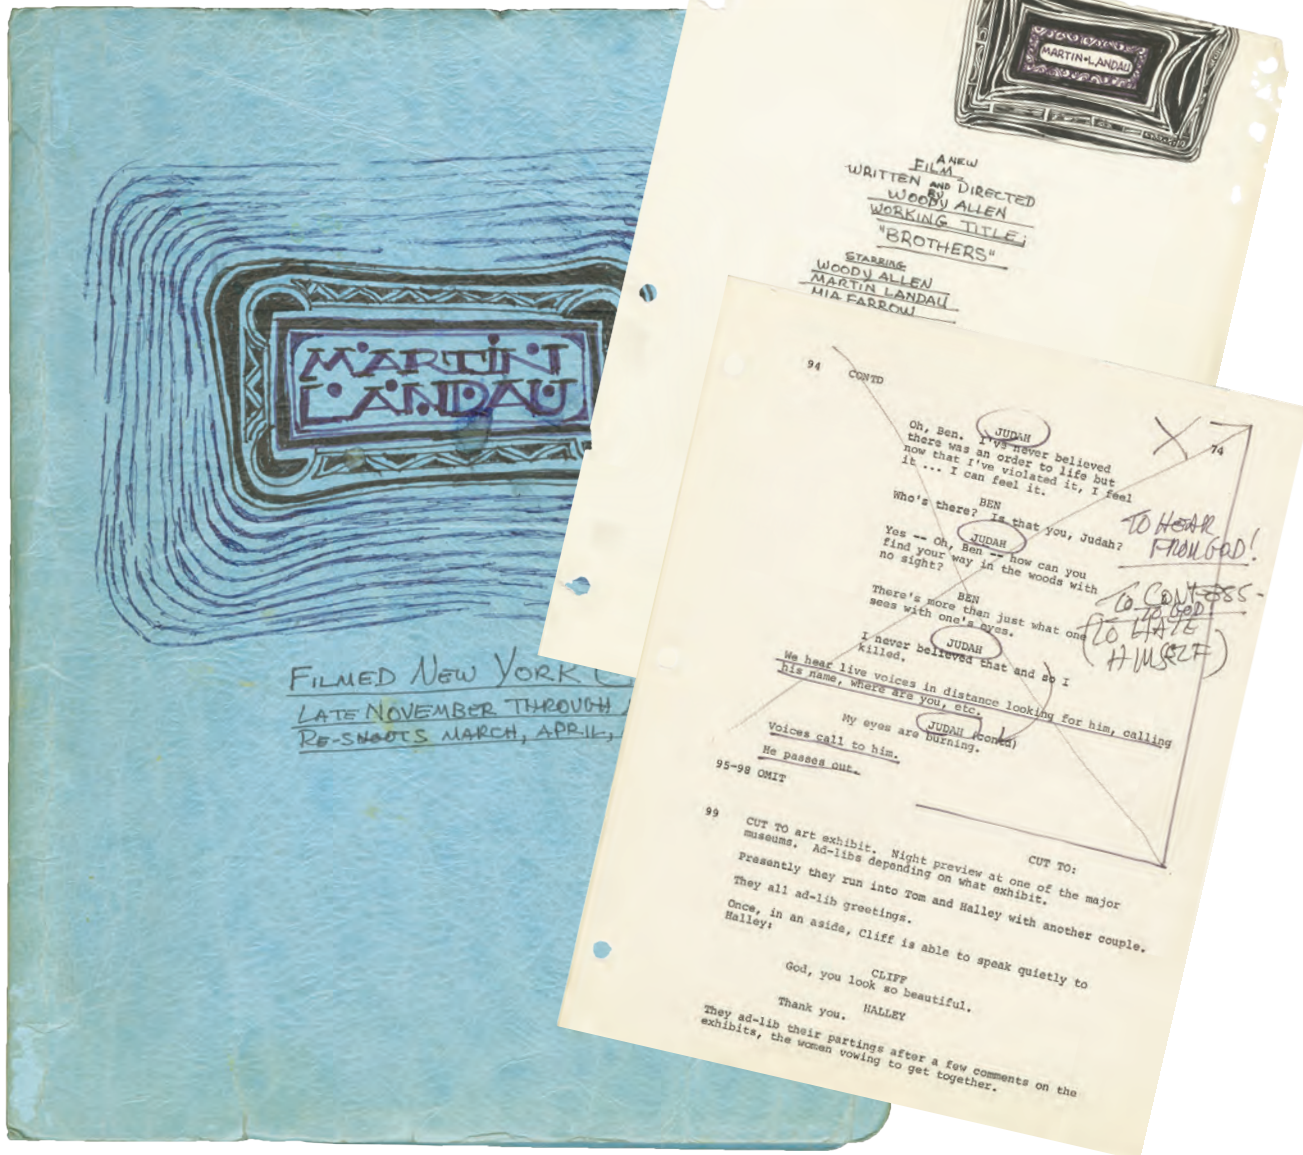 MARTIN
LANDAU
FILMED NEW YORK
LATE NOVEMBER THROUGH
RE-SHOOTS MARCH, APRIL,
MARTIN•LANDAU
A NEW
FILM
WRITTEN AND DIRECTED
BY
WOODY ALLEN
WORKING TITLE;
"BROTHERS"
STARRING
WOODY ALLEN
MARTIN LANDAU
MIA FARROW
94 CONTD
74
JUDAH
Oh, Ben. I've never believed
there was an order to life but
now that I've violated it, I feel
it ... I can feel it.
BEN
Who's there? Is that you, Judah?
JUDAH
Yes -- Oh, Ben -- how can you
find your way in the woods with
no sight?
BEN
There's more than just what one
sees with one's eyes.
JUDAH
I never believed that and so I
killed.
We hear live voices in distance looking for him, calling
his name, where are you, etc.
JUDAH (contd)
My eyes are burning.
Voices call to him.
He passes out.
TO HEAR
FROM GOD!
TO CONFESS-
TO GOD
(TO HATE
HIMSELF)
95-98 OMIT
CUT TO:
99 CUT TO art exhibit. Night preview at one of the major
museums. Ad-libs depending on what exhibit.
Presently they run into Tom and Halley with another couple.
They all ad-lib greetings.
Once, in an aside, Cliff is able to speak quietly to
Halley:
CLIFF
God, you look so beautiful.
HALLEY
Thank you.
They ad-lib their partings after a few comments on the
exhibits, the women vowing to get together.